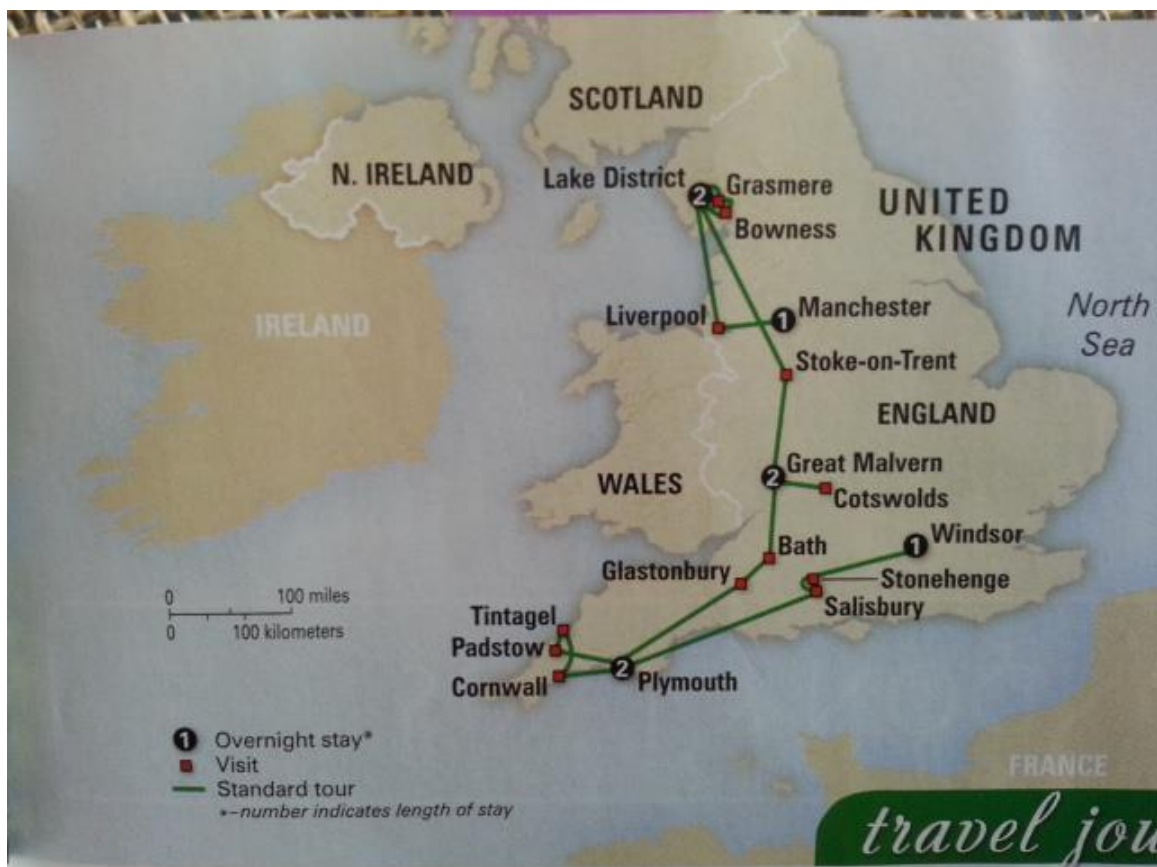 SCOTLAND
N. IRELAND
Lake District
2
Grasmere
Bowness
UNITED
KINGDOM
North
Sea
IRELAND
Liverpool
1
Manchester
Stoke-on-Trent
ENGLAND
WALES
2
Great Malvern
Cotswolds
Bath
1
Windsor
Glastonbury
Stonehenge
Salisbury
Tintagel
Padstow
Cornwall
2
Plymouth
0 100 miles
0 100 kilometers
1 Overnight stay*
Visit
Standard tour
*–number indicates length of stay
FRANCE
travel jou